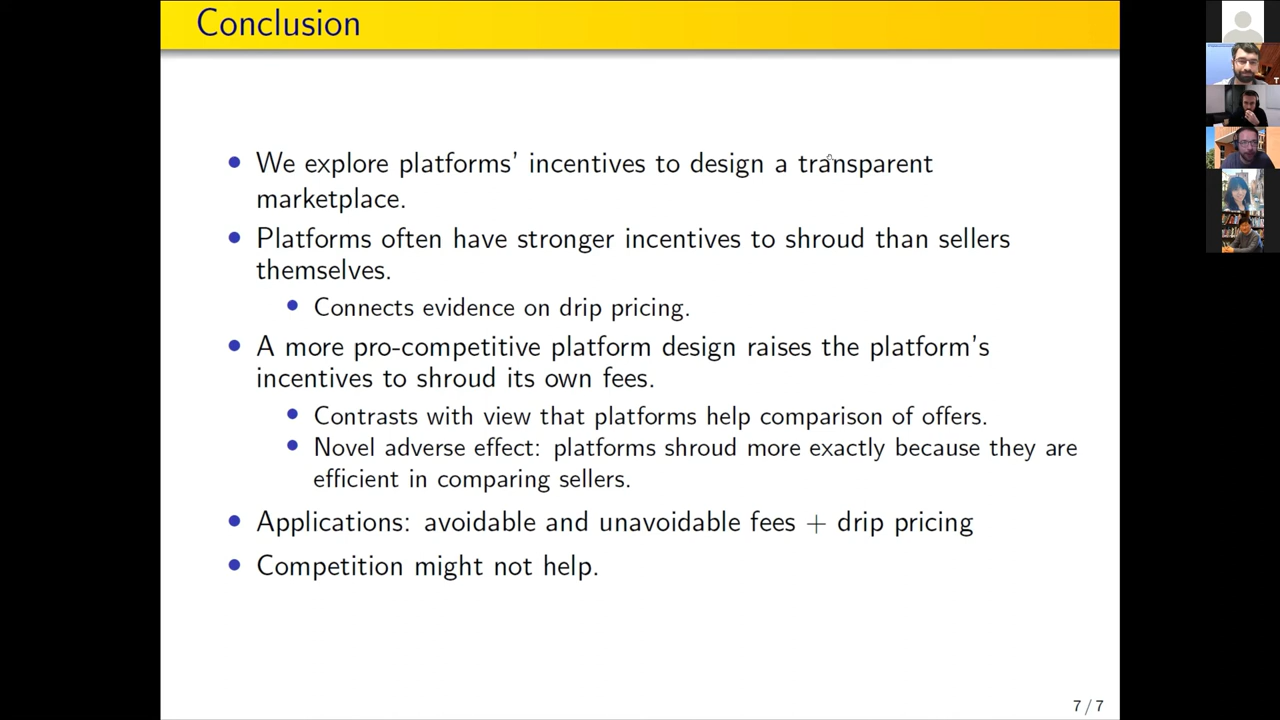 Conclusion
We explore platforms' incentives to design a transparent
marketplace.
Platforms often have stronger incentives to shroud than sellers
themselves.
Connects evidence on drip pricing.
A more pro-competitive platform design raises the platform's
incentives to shroud its own fees.
Contrasts with view that platforms help comparison of offers.
Novel adverse effect: platforms shroud more exactly because they are
efficient in comparing sellers.
Applications: avoidable and unavoidable fees + drip pricing
Competition might not help.
7 / 7